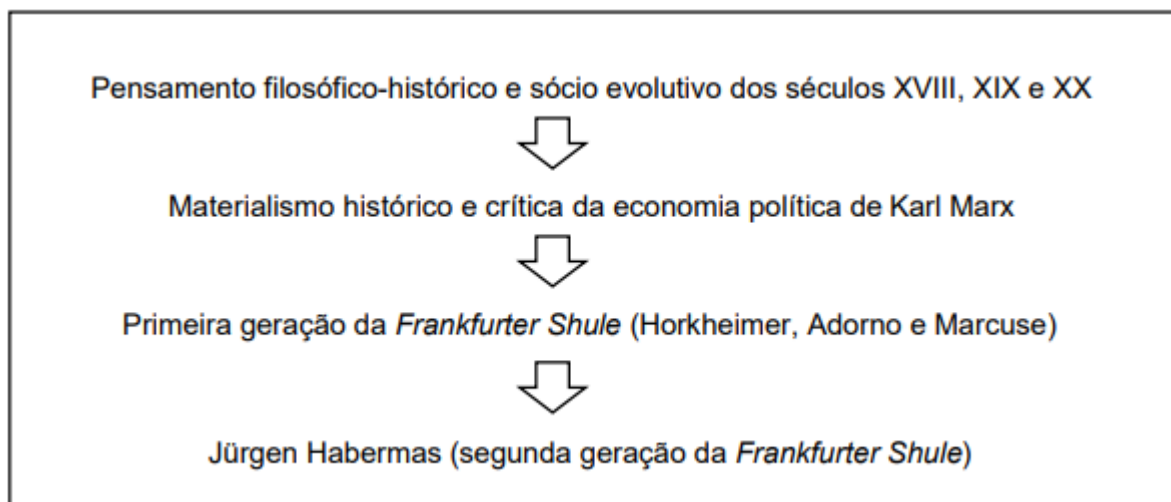 Pensamento filosófico-histórico e sócio evolutivo dos séculos XVIII, XIX e XX
Materialismo histórico e crítica da economia política de Karl Marx
Primeira geração da Frankfurter Shule (Horkheimer, Adorno e Marcuse)
Jürgen Habermas (segunda geração da Frankfurter Shule)